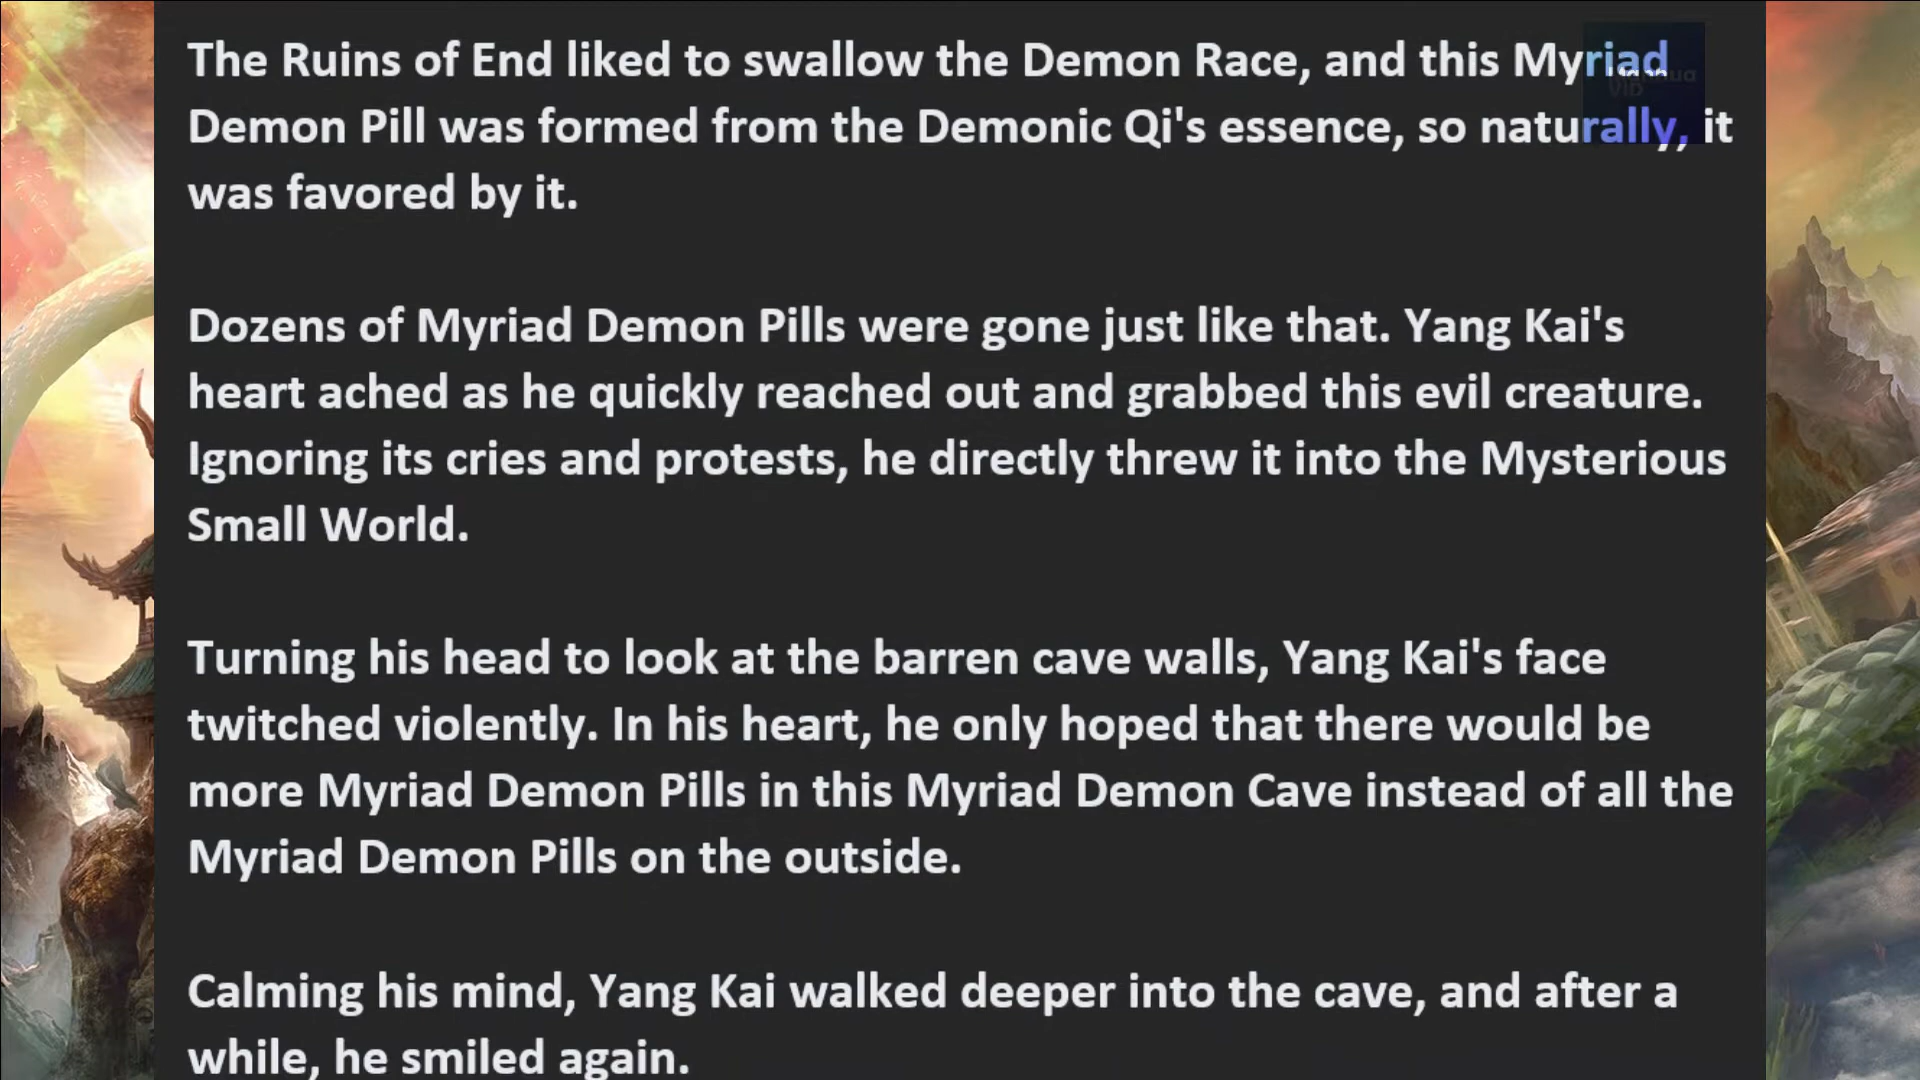 The Ruins of End liked to swallow the Demon Race, and this Myriad
Demon Pill was formed from the Demonic Qi's essence, so naturally, it
was favored by it.
Dozens of Myriad Demon Pills were gone just like that. Yang Kai's
heart ached as he quickly reached out and grabbed this evil creature.
Ignoring its cries and protests, he directly threw it into the Mysterious
Small World.
Turning his head to look at the barren cave walls, Yang Kai's face
twitched violently. In his heart, he only hoped that there would be
more Myriad Demon Pills in this Myriad Demon Cave instead of all the
Myriad Demon Pills on the outside.
Calming his mind, Yang Kai walked deeper into the cave, and after a
while, he smiled again.